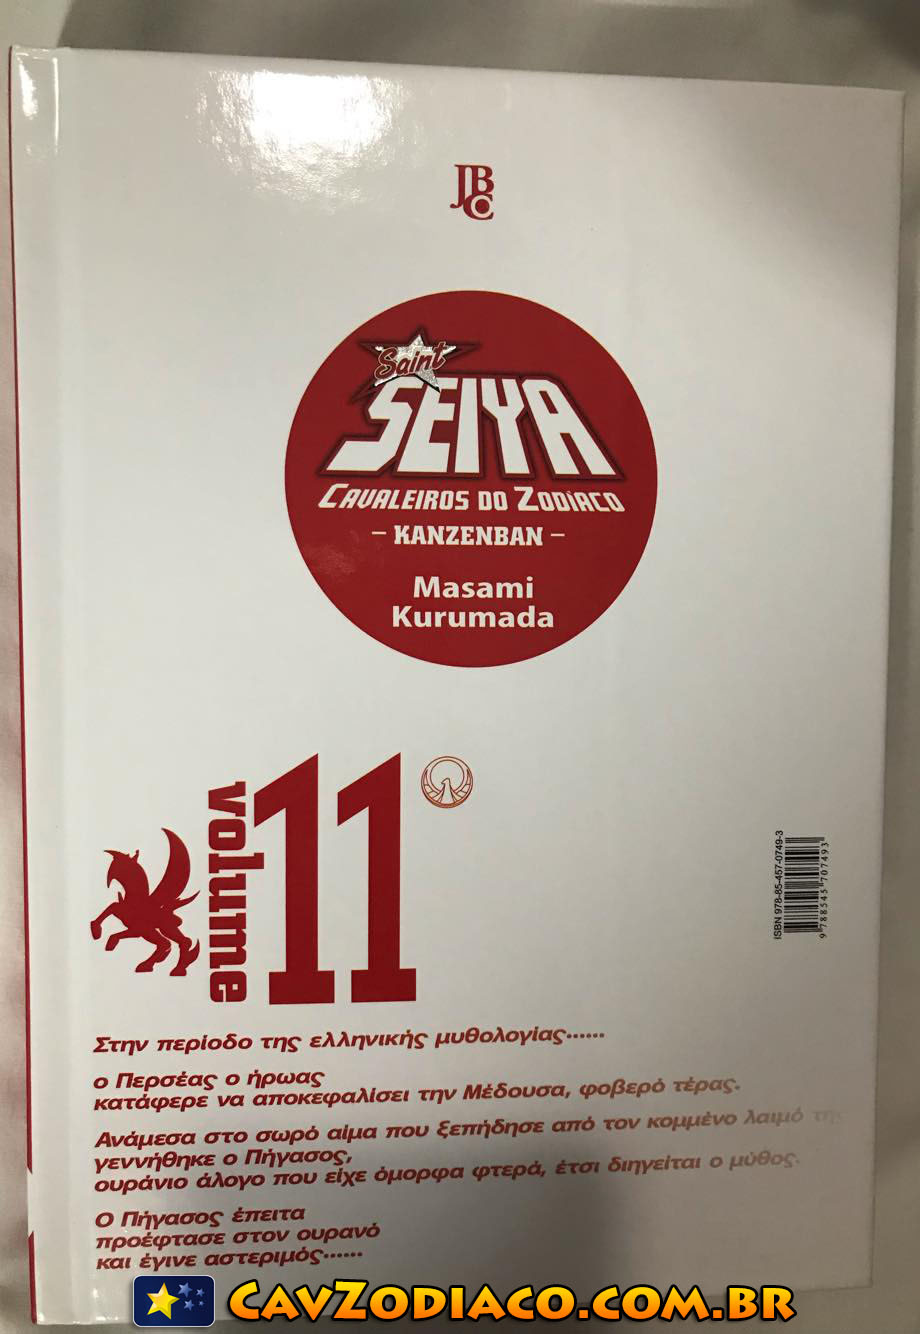 JBC
Saint
SEIYA
CAVALEIROS DO ZODÍACO
- KANZENBAN -
Masami
Kurumada
volume 11
ISBN 978-85-457-0749-3
9 788545 707493
Στην περίοδο της ελληνικής μυθολογίας......
ο Περσέας ο ήρωας
κατάφερε να αποκεφαλίσει την Μέδουσα, φοβερό τέρας.
Ανάμεσα στο σωρό αίμα που ξεπήδησε από τον κομμένο λαιμό της
γεννήθηκε ο Πήγασος,
ουράνιο άλογο που είχε όμορφα φτερά, έτσι διηγείται ο μύθος.
Ο Πήγασος έπειτα
προέφτασε στον ουρανό
και έγινε αστεριμός......
CAVZODIACO.COM.BR